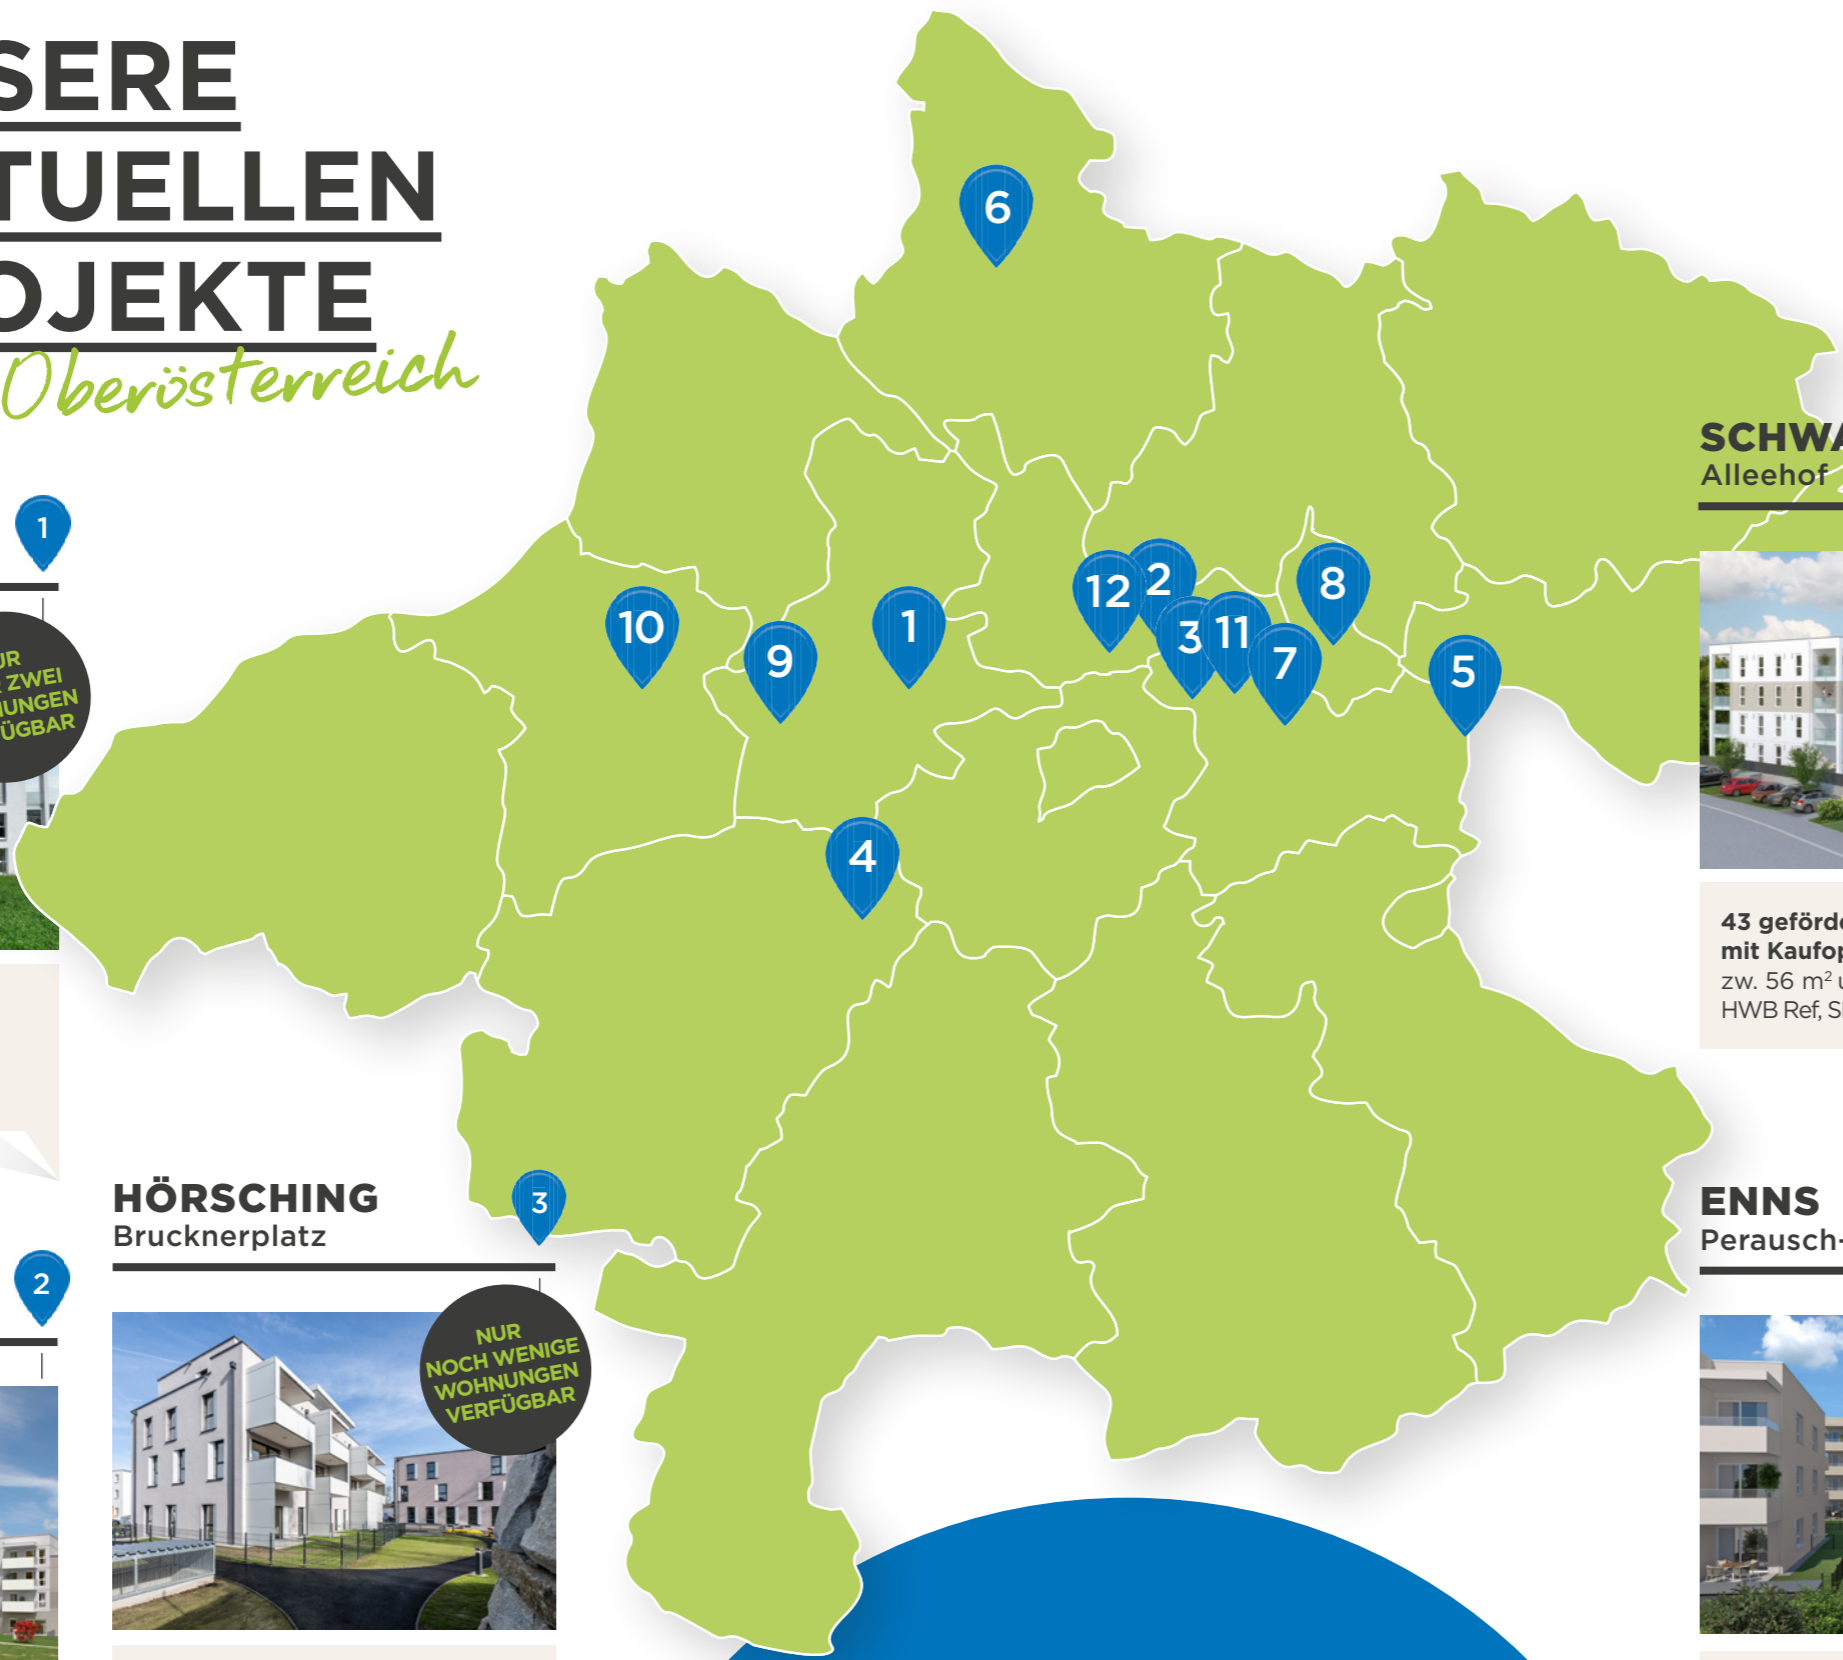 SERE
TUELLEN
OJEKTE
Oberösterreich
6
SCHWA
Alleehof
1
UR
ZWEI
NUNGEN
ÜGBAR
10
9
1
12
2
3
11
7
8
5
4
43 geförde
mit Kaufop
zw. 56 m² u
HWB Ref, S
HÖRSCHING
Brucknerplatz
3
NUR
NOCH WENIGE
WOHNUNGEN
VERFÜGBAR
2
ENNS
Perausch-